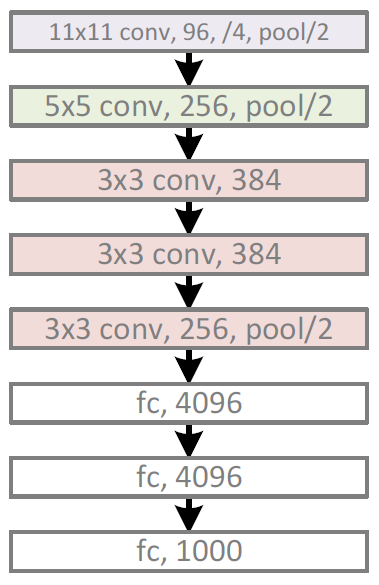 11x11 conv, 96, /4, pool/2
5x5 conv, 256, pool/2
3x3 conv, 384
3x3 conv, 384
3x3 conv, 256, pool/2
fc, 4096
fc, 4096
fc, 1000